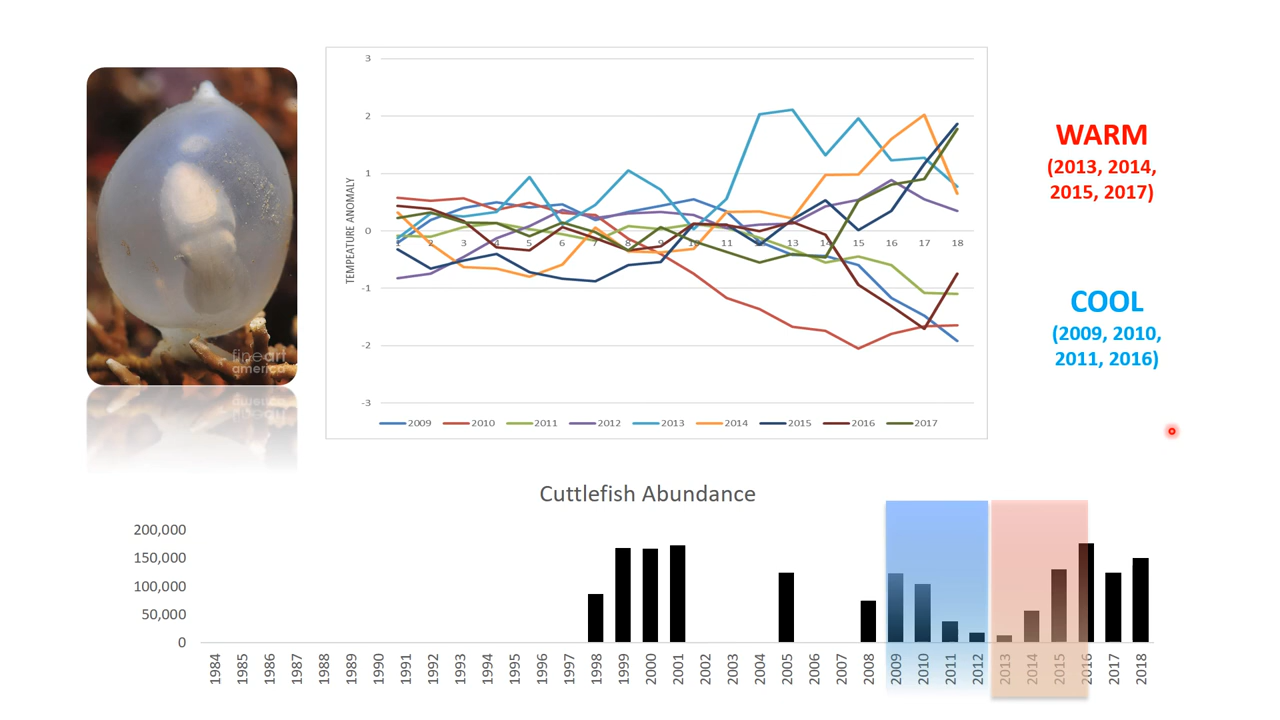 3
2
1
0
-1
-2
-3
TEMPEATURE ANOMALY
1 2 3 4 5 6 7 8 9 10 11 12 13 14 15 16 17 18
2009 2010 2011 2012 2013 2014 2015 2016 2017
fineart
america
WARM
(2013, 2014,
2015, 2017)
COOL
(2009, 2010,
2011, 2016)
Cuttlefish Abundance
200,000
150,000
100,000
50,000
0
1984 1985 1986 1987 1988 1989 1990 1991 1992 1993 1994 1995 1996 1997 1998 1999 2000 2001 2002 2003 2004 2005 2006 2007 2008 2009 2010 2011 2012 2013 2014 2015 2016 2017 2018